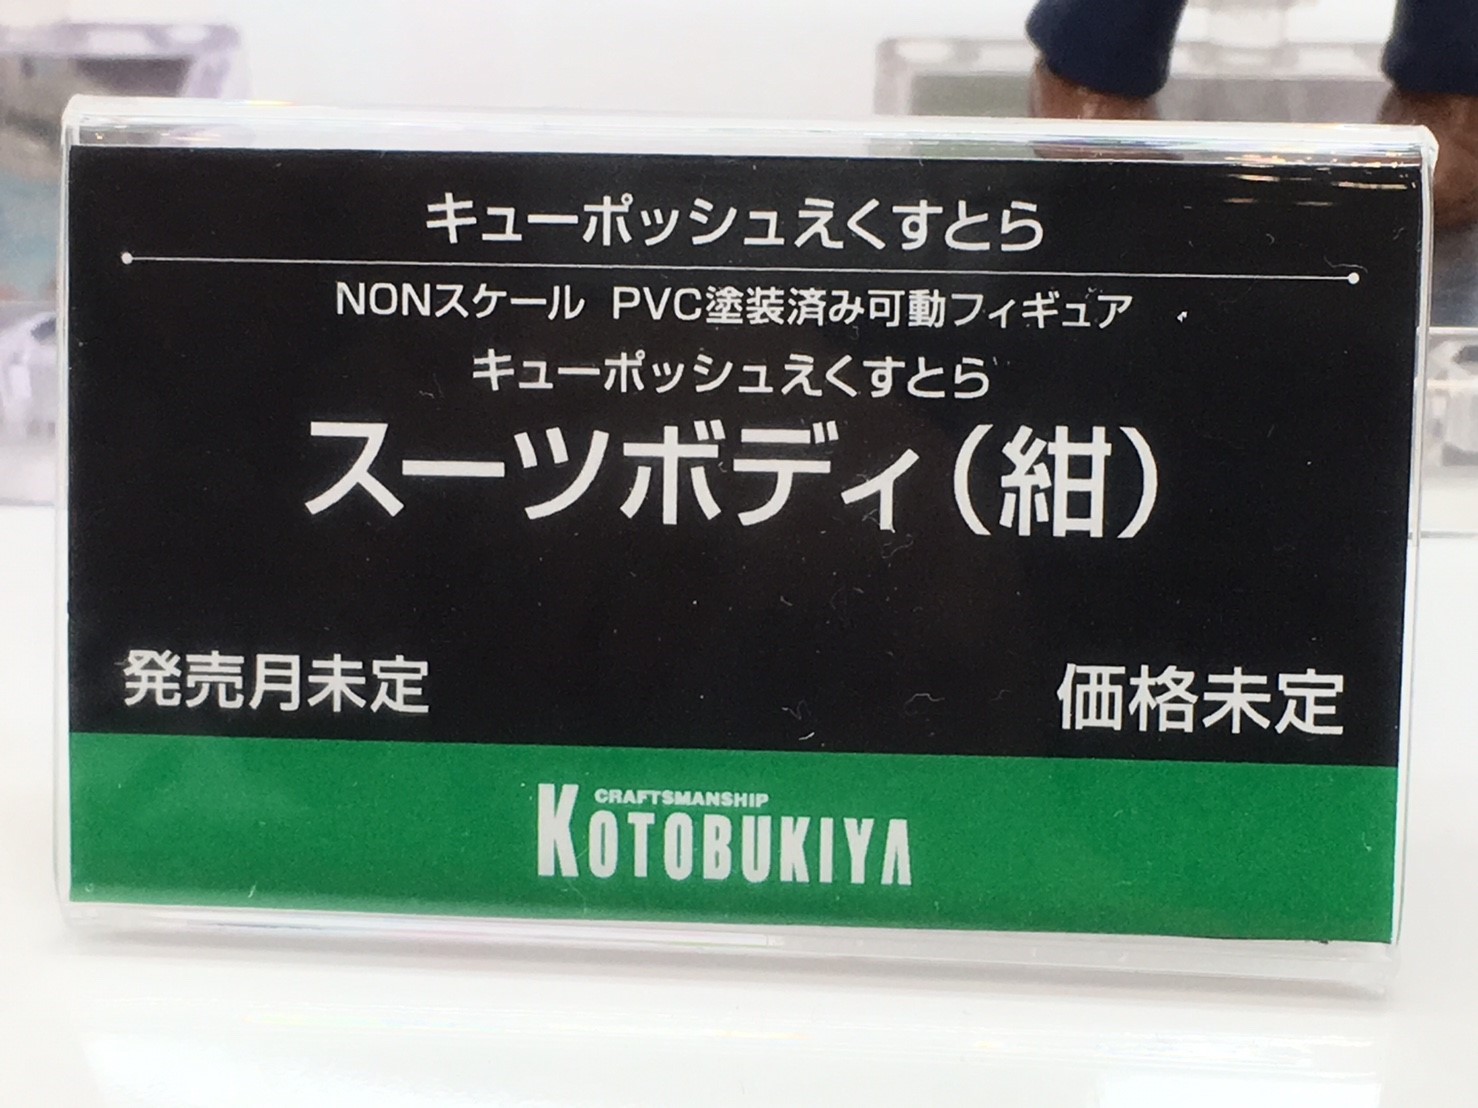 キューポッシュえくすとら
NONスケール PVC塗装済み可動フィギュア
キューポッシュえくすとら
スーツボディ(紺)
発売月未定
価格未定
CRAFTSMANSHIP
KOTOBUKIYA